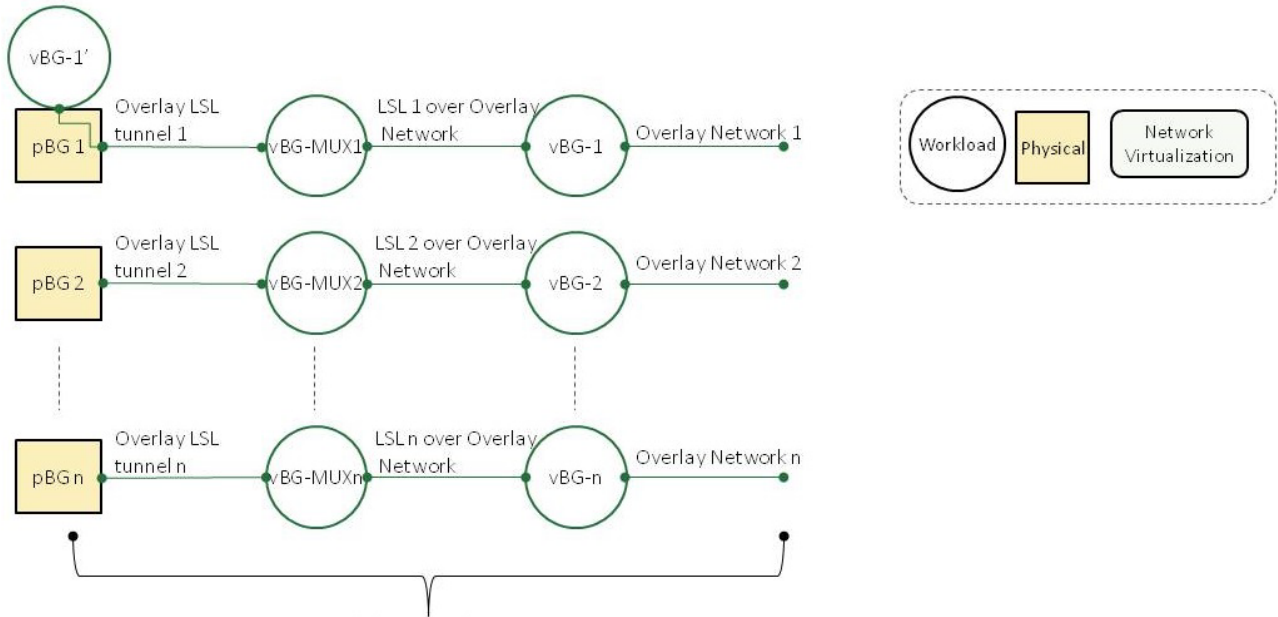 vBG-1′
Overlay LSL
tunnel 1
LSL 1 over Overlay
Network
Overlay Network 1
pBG 1
vBG-MUX1
vBG-1
Workload
Physical
Network
Virtualization
Overlay LSL
tunnel 2
LSL 2 over Overlay
Network
Overlay Network 2
pBG 2
vBG-MUX2
vBG-2
Overlay LSL
tunnel n
LSL n over Overlay
Network
Overlay Network n
pBG n
vBG-MUXn
vBG-n